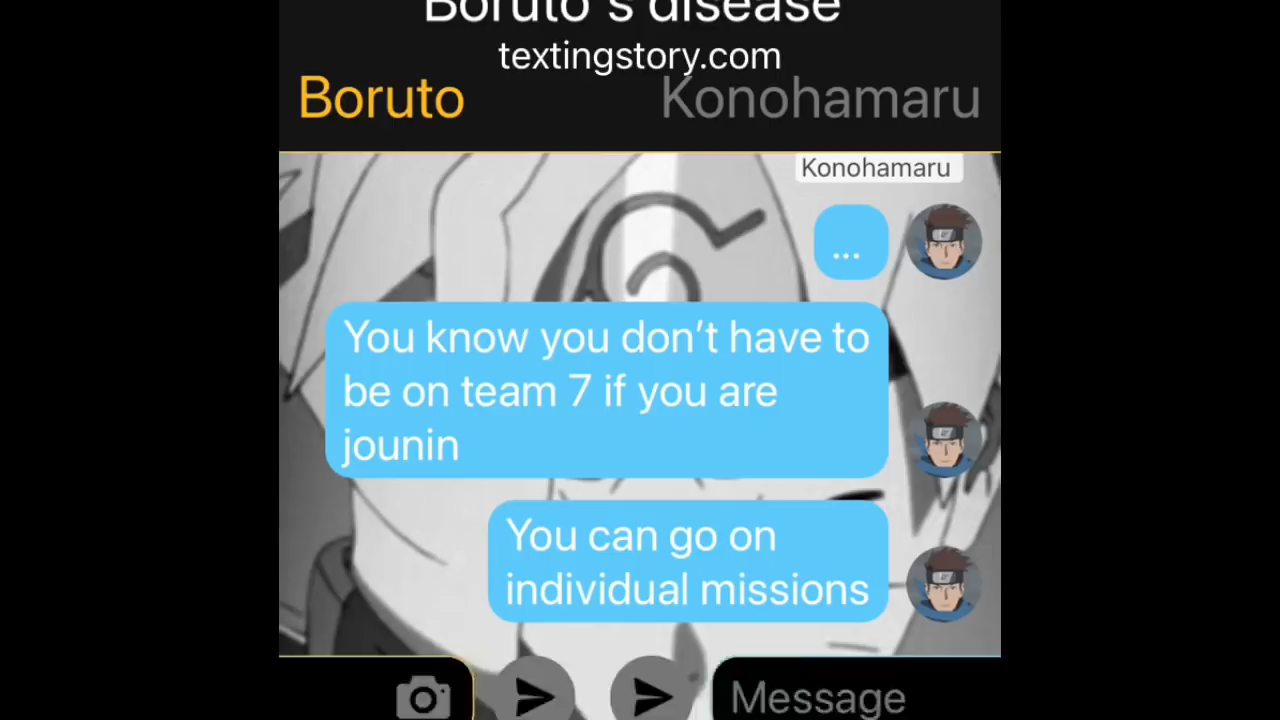 Boruto's disease
textingstory.com
Boruto
Konohamaru
Konohamaru
...
You know you don’t have to
be on team 7 if you are
jounin
You can go on
individual missions
Message